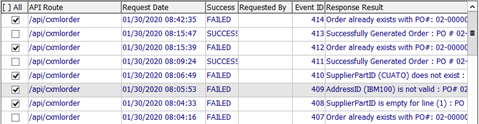 [ ] All API Route Request Date Success Requested By Event ID Response Result
/api/cxmlorder 01/30/2020 08:42:35 FAILED 414 Order already exists with PO#: 02-00000
/api/cxmlorder 01/30/2020 08:15:47 SUCCESS 413 Successfully Generated Order : PO # 02-
/api/cxmlorder 01/30/2020 08:15:39 FAILED 412 Order already exists with PO#: 02-00000
/api/cxmlorder 01/30/2020 08:09:24 SUCCESS 411 Successfully Generated Order : PO # 02-
/api/cxmlorder 01/30/2020 08:06:49 FAILED 410 SupplierPartID (CUATO) does not exist :
/api/cxmlorder 01/30/2020 08:05:53 FAILED 409 AddressID (IBM100) is not valid : PO# 02
/api/cxmlorder 01/30/2020 08:04:33 FAILED 408 SupplierPartID is empty for line (1) : PO
/api/cxmlorder 01/30/2020 08:04:16 FAILED 407 Order already exists with PO#: 02-00000